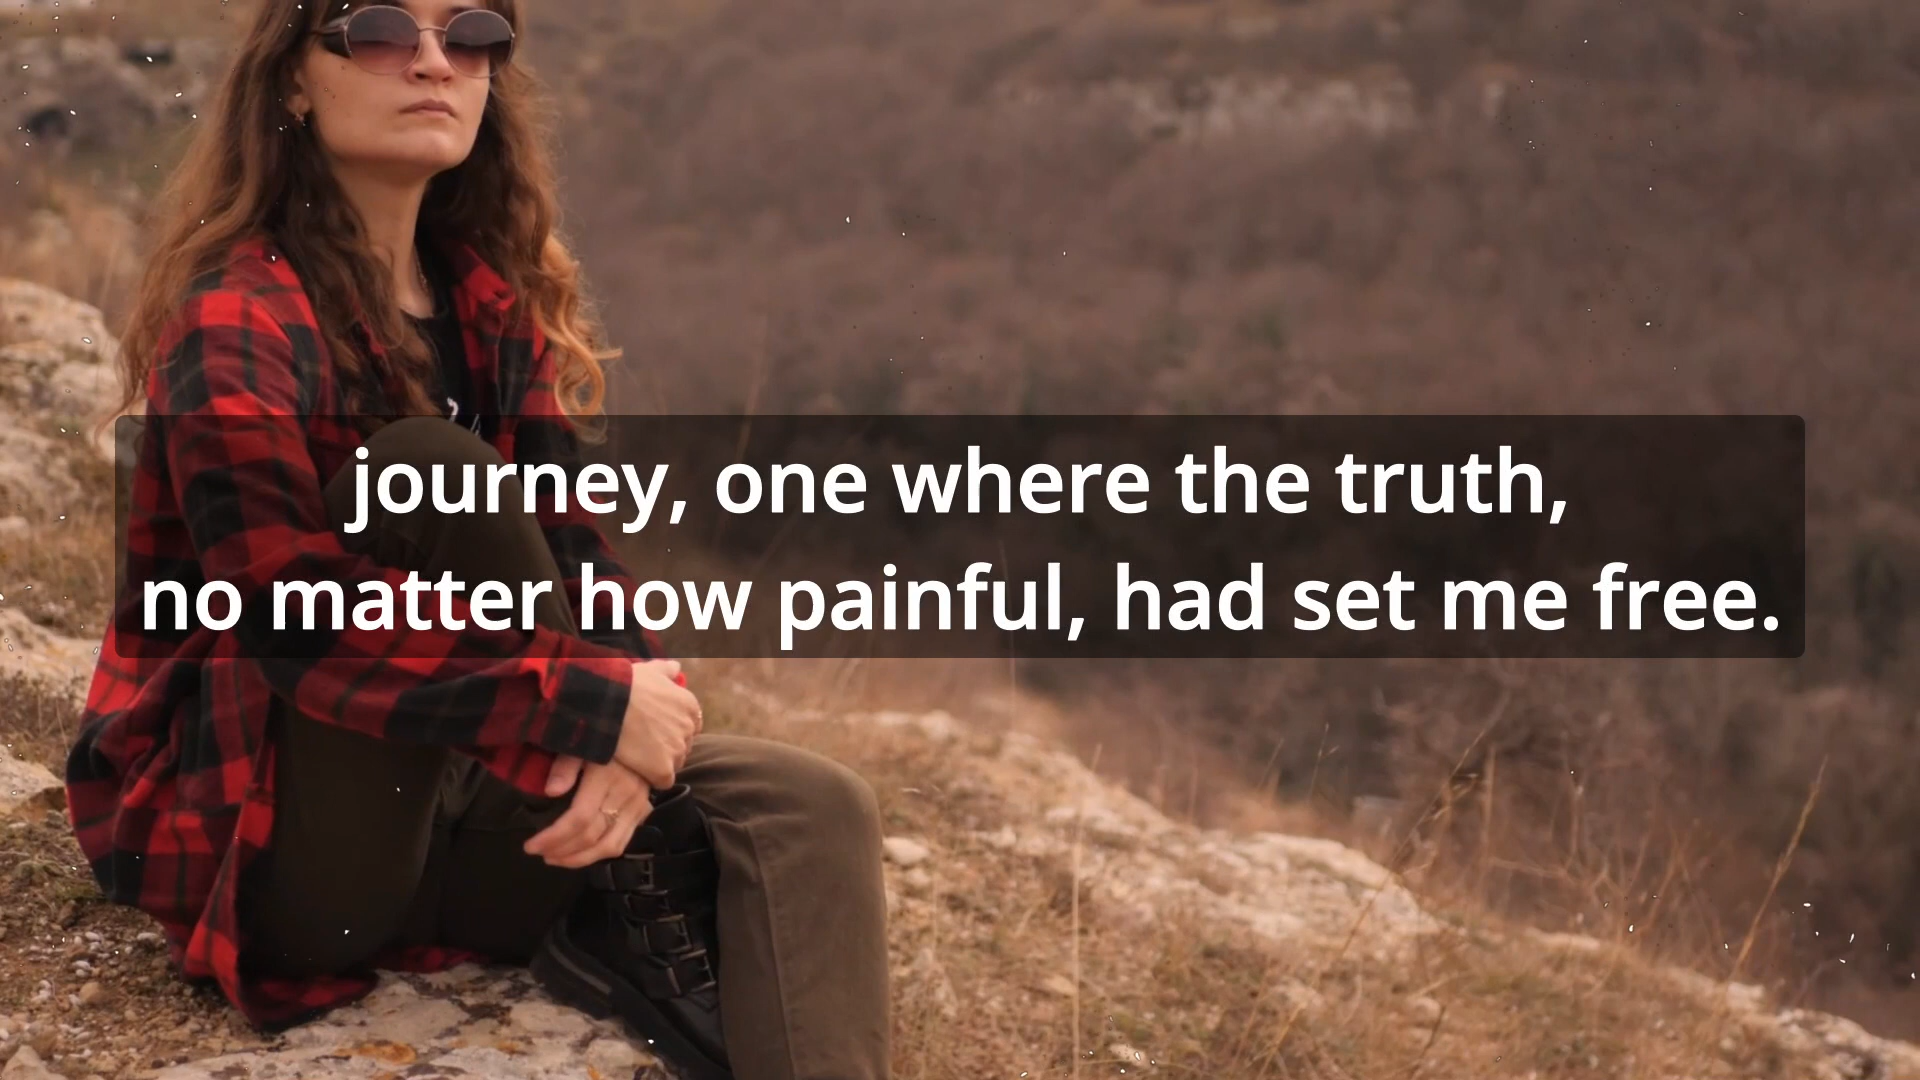 journey, one where the truth,
no matter how painful, had set me free.